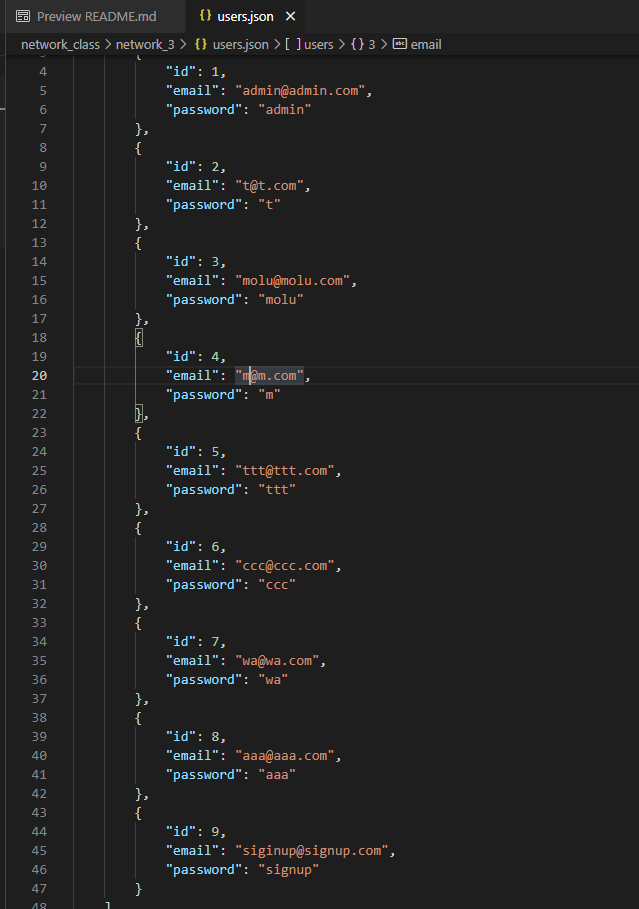 Preview README.md
{} users.json
network_class > network_3 > {} users.json > [ ] users > {} 3 > abc email
3 {
4 "id": 1,
5 "email": "admin@admin.com",
6 "password": "admin"
7 },
8 {
9 "id": 2,
10 "email": "t@t.com",
11 "password": "t"
12 },
13 {
14 "id": 3,
15 "email": "molu@molu.com",
16 "password": "molu"
17 },
18 {
19 "id": 4,
20 "email": "m@m.com",
21 "password": "m"
22 },
23 {
24 "id": 5,
25 "email": "ttt@ttt.com",
26 "password": "ttt"
27 },
28 {
29 "id": 6,
30 "email": "ccc@ccc.com",
31 "password": "ccc"
32 },
33 {
34 "id": 7,
35 "email": "wa@wa.com",
36 "password": "wa"
37 },
38 {
39 "id": 8,
40 "email": "aaa@aaa.com",
41 "password": "aaa"
42 },
43 {
44 "id": 9,
45 "email": "siginup@signup.com",
46 "password": "signup"
47 }
48 ]